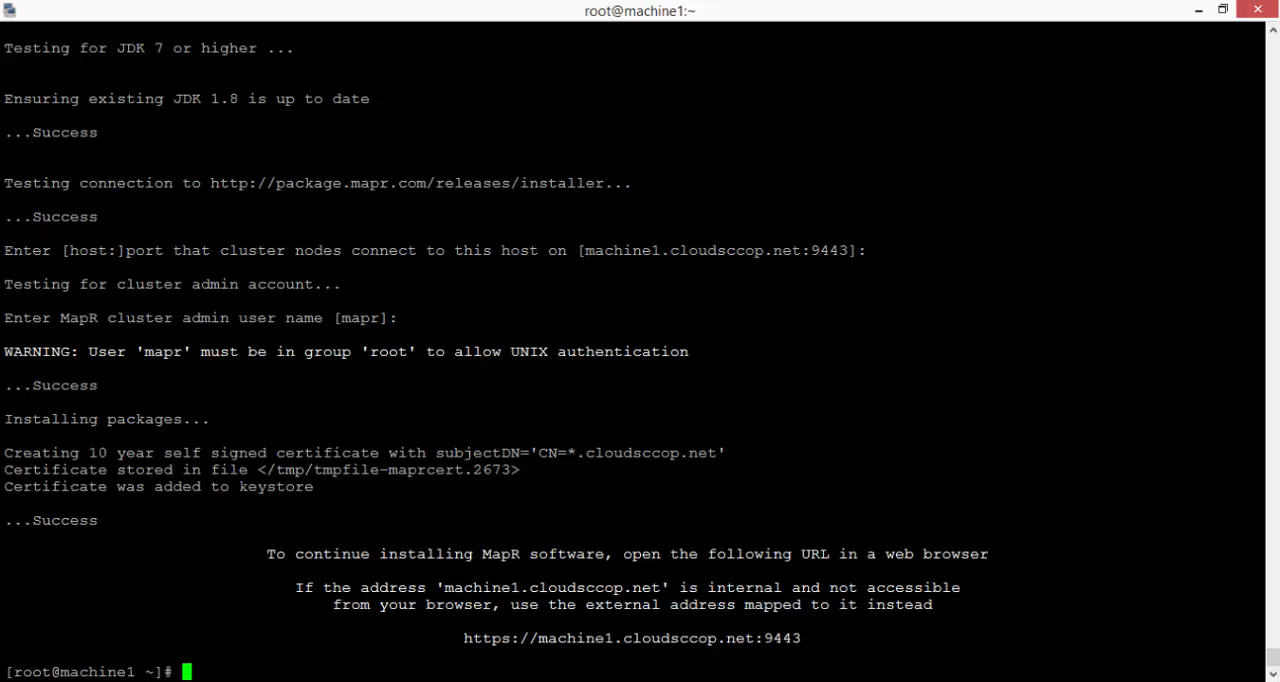 root@machine1:~
Testing for JDK 7 or higher ...
Ensuring existing JDK 1.8 is up to date
...Success
Testing connection to http://package.mapr.com/releases/installer...
...Success
Enter [host:]port that cluster nodes connect to this host on [machine1.cloudsccop.net:9443]:
Testing for cluster admin account...
Enter MapR cluster admin user name [mapr]:
WARNING: User 'mapr' must be in group 'root' to allow UNIX authentication
...Success
Installing packages...
Creating 10 year self signed certificate with subjectDN='CN=*.cloudsccop.net'
Certificate stored in file </tmp/tmpfile-maprcert.2673>
Certificate was added to keystore
...Success
To continue installing MapR software, open the following URL in a web browser
If the address 'machine1.cloudsccop.net' is internal and not accessible
from your browser, use the external address mapped to it instead
https://machine1.cloudsccop.net:9443
[root@machine1 ~]#